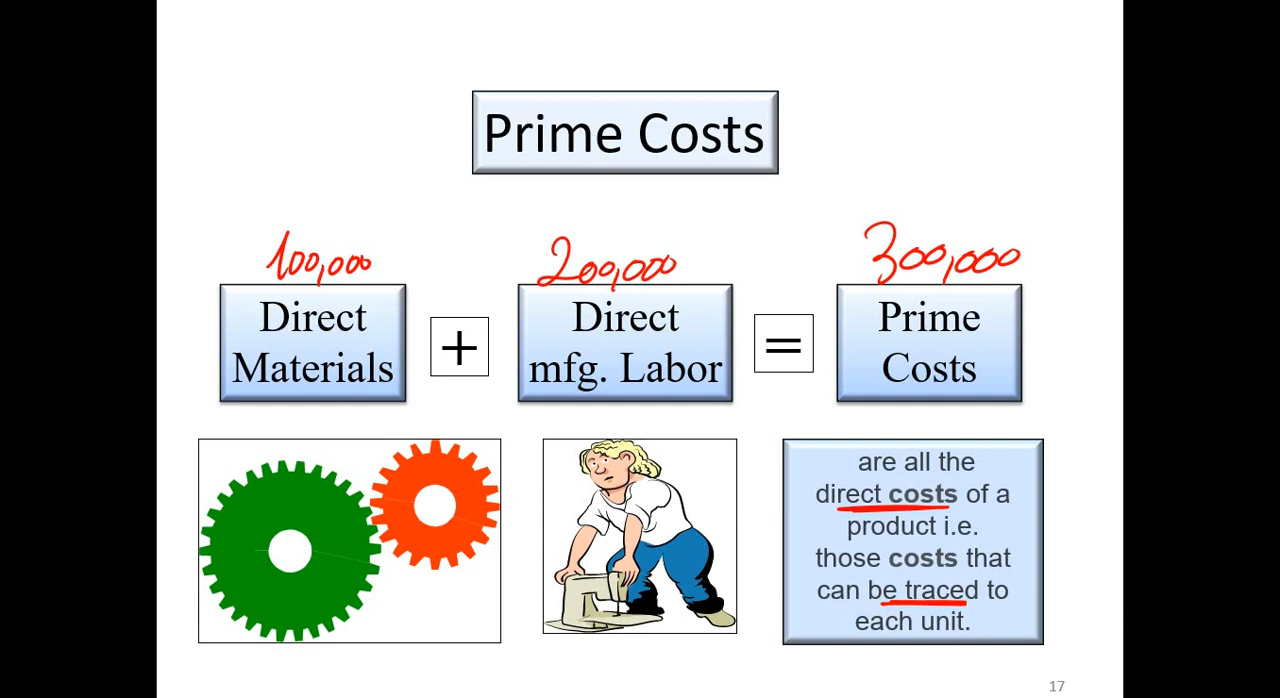 Prime Costs
100,000
200,000
300,000
Direct
Materials
+
Direct
mfg. Labor
=
Prime
Costs
are all the
direct costs of a
product i.e.
those costs that
can be traced to
each unit.
17